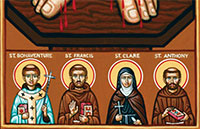 ST. BONAVENTURE
ST. FRANCIS
ST. CLARE
ST. ANTHONY